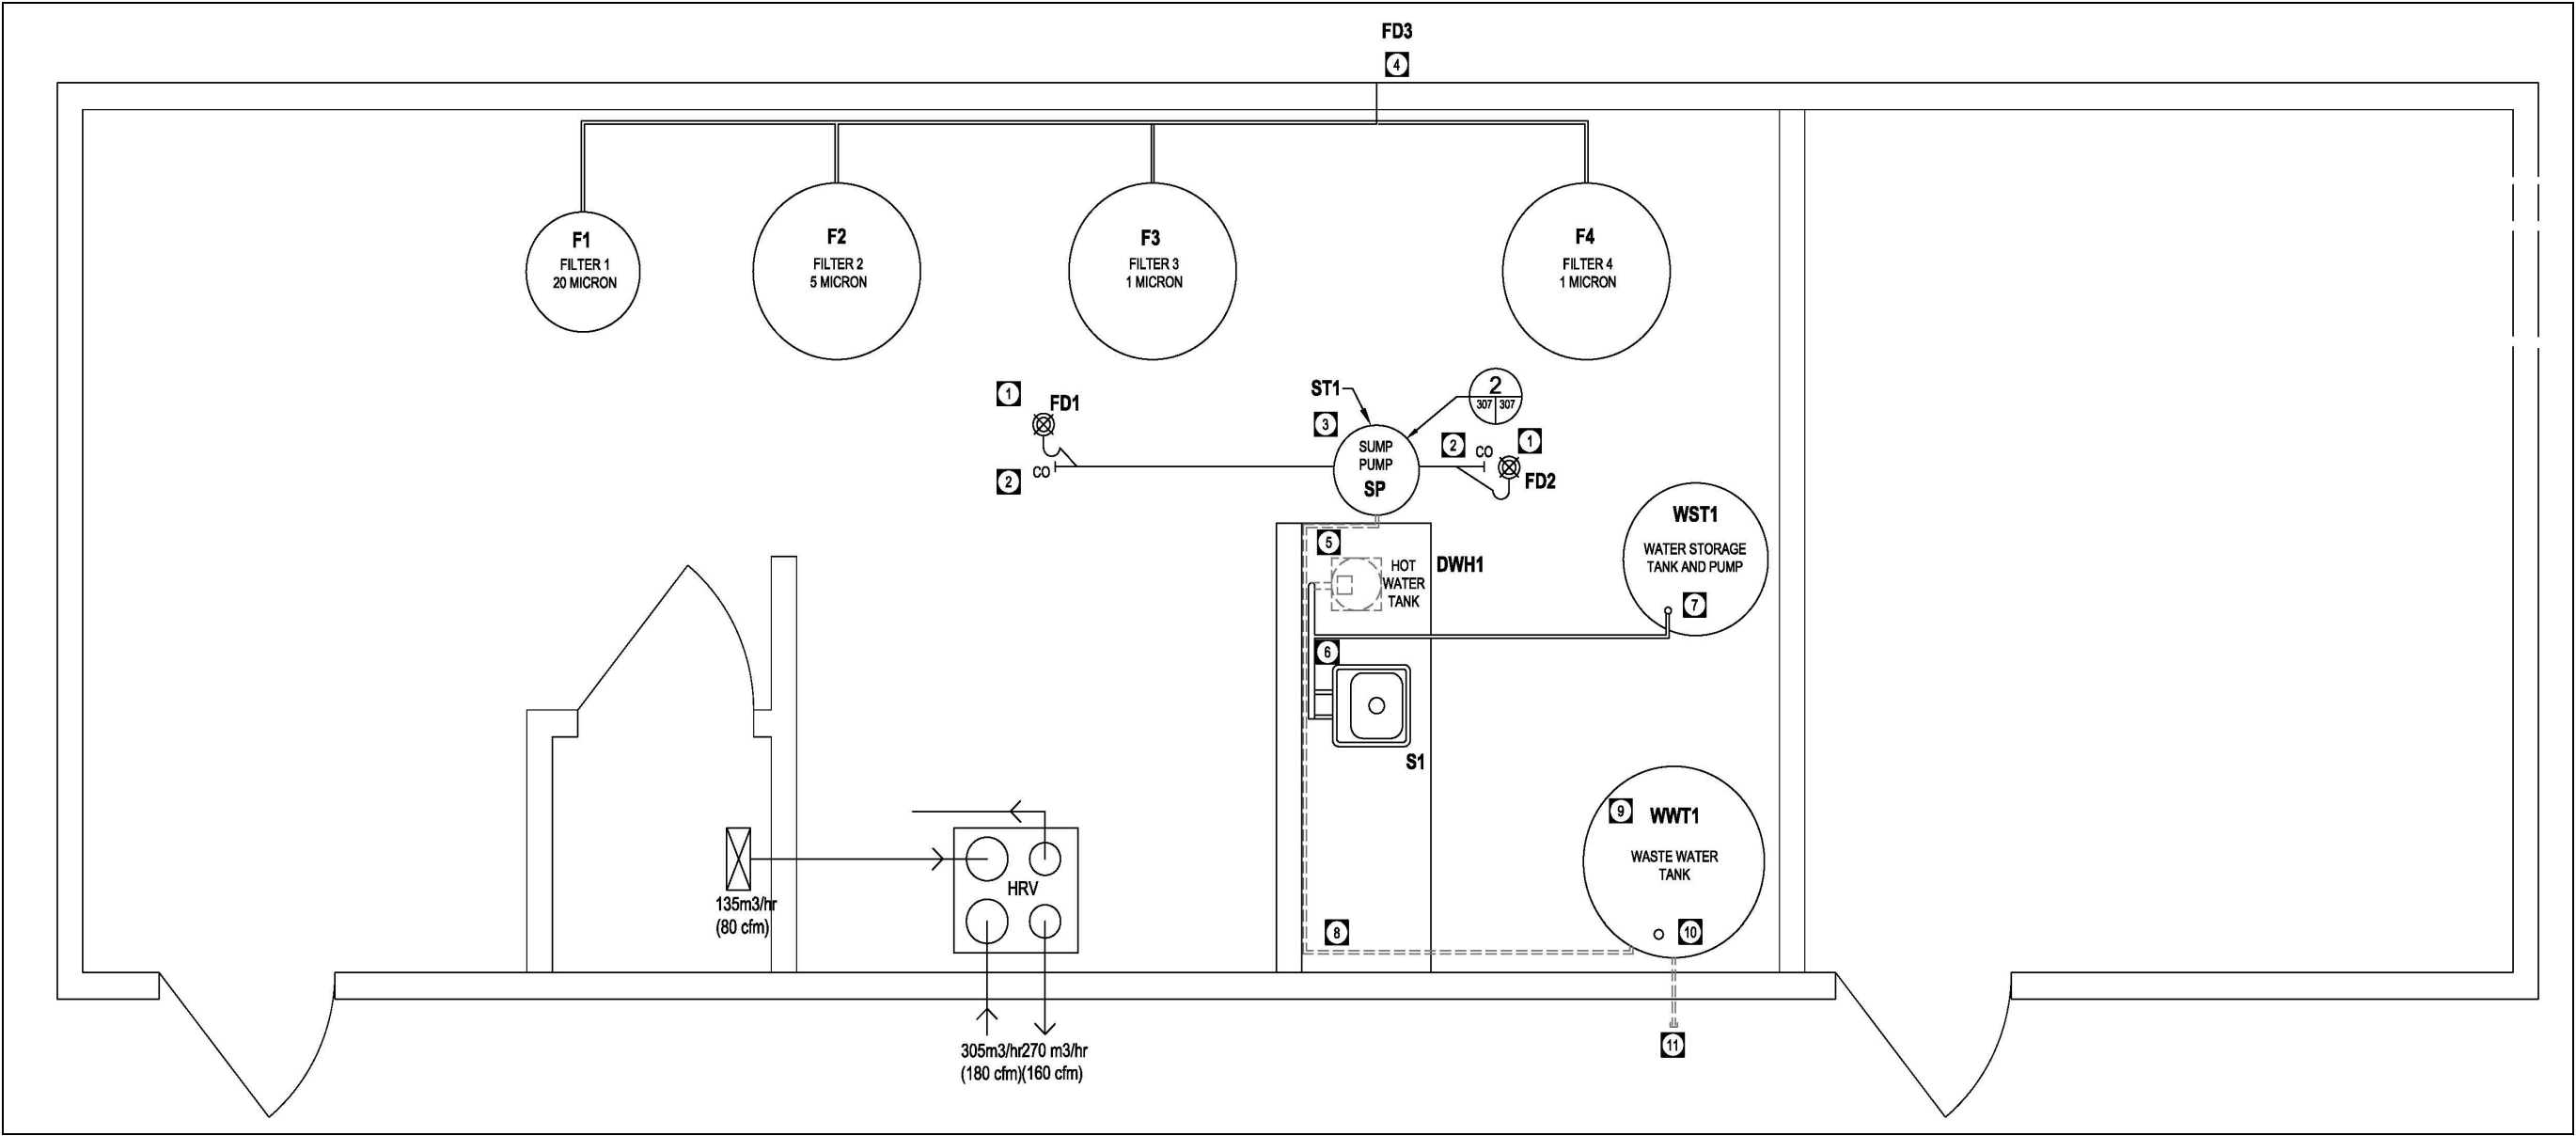 FD3
4
F1
FILTER 1
20 MICRON
F2
FILTER 2
5 MICRON
F3
FILTER 3
1 MICRON
F4
FILTER 4
1 MICRON
1
FD1
2
CO
ST1
3
2
307 307
SUMP
PUMP
SP
2
CO
1
FD2
5
HOT
WATER
TANK
DWH1
WST1
WATER STORAGE
TANK AND PUMP
7
6
S1
9
WWT1
WASTE WATER
TANK
10
8
11
HRV
135m3/hr
(80 cfm)
305m3/hr
(180 cfm)
270 m3/hr
(160 cfm)